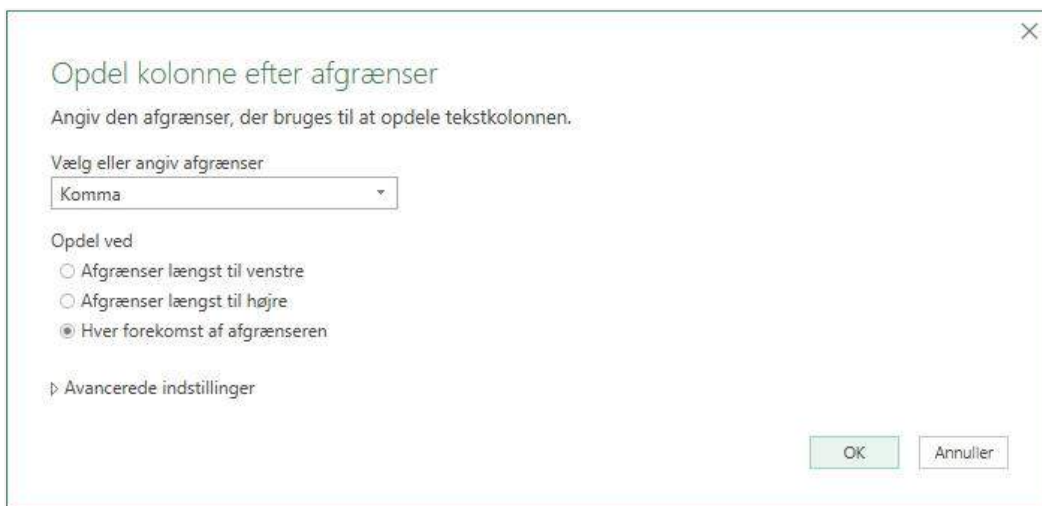 Opdel kolonne efter afgrænser
Angiv den afgrænser, der bruges til at opdele tekstkolonnen.
Vælg eller angiv afgrænser
Komma
Opdel ved
Afgrænser længst til venstre
Afgrænser længst til højre
Hver forekomst af afgrænseren
Avancerede indstillinger
OK Annuller